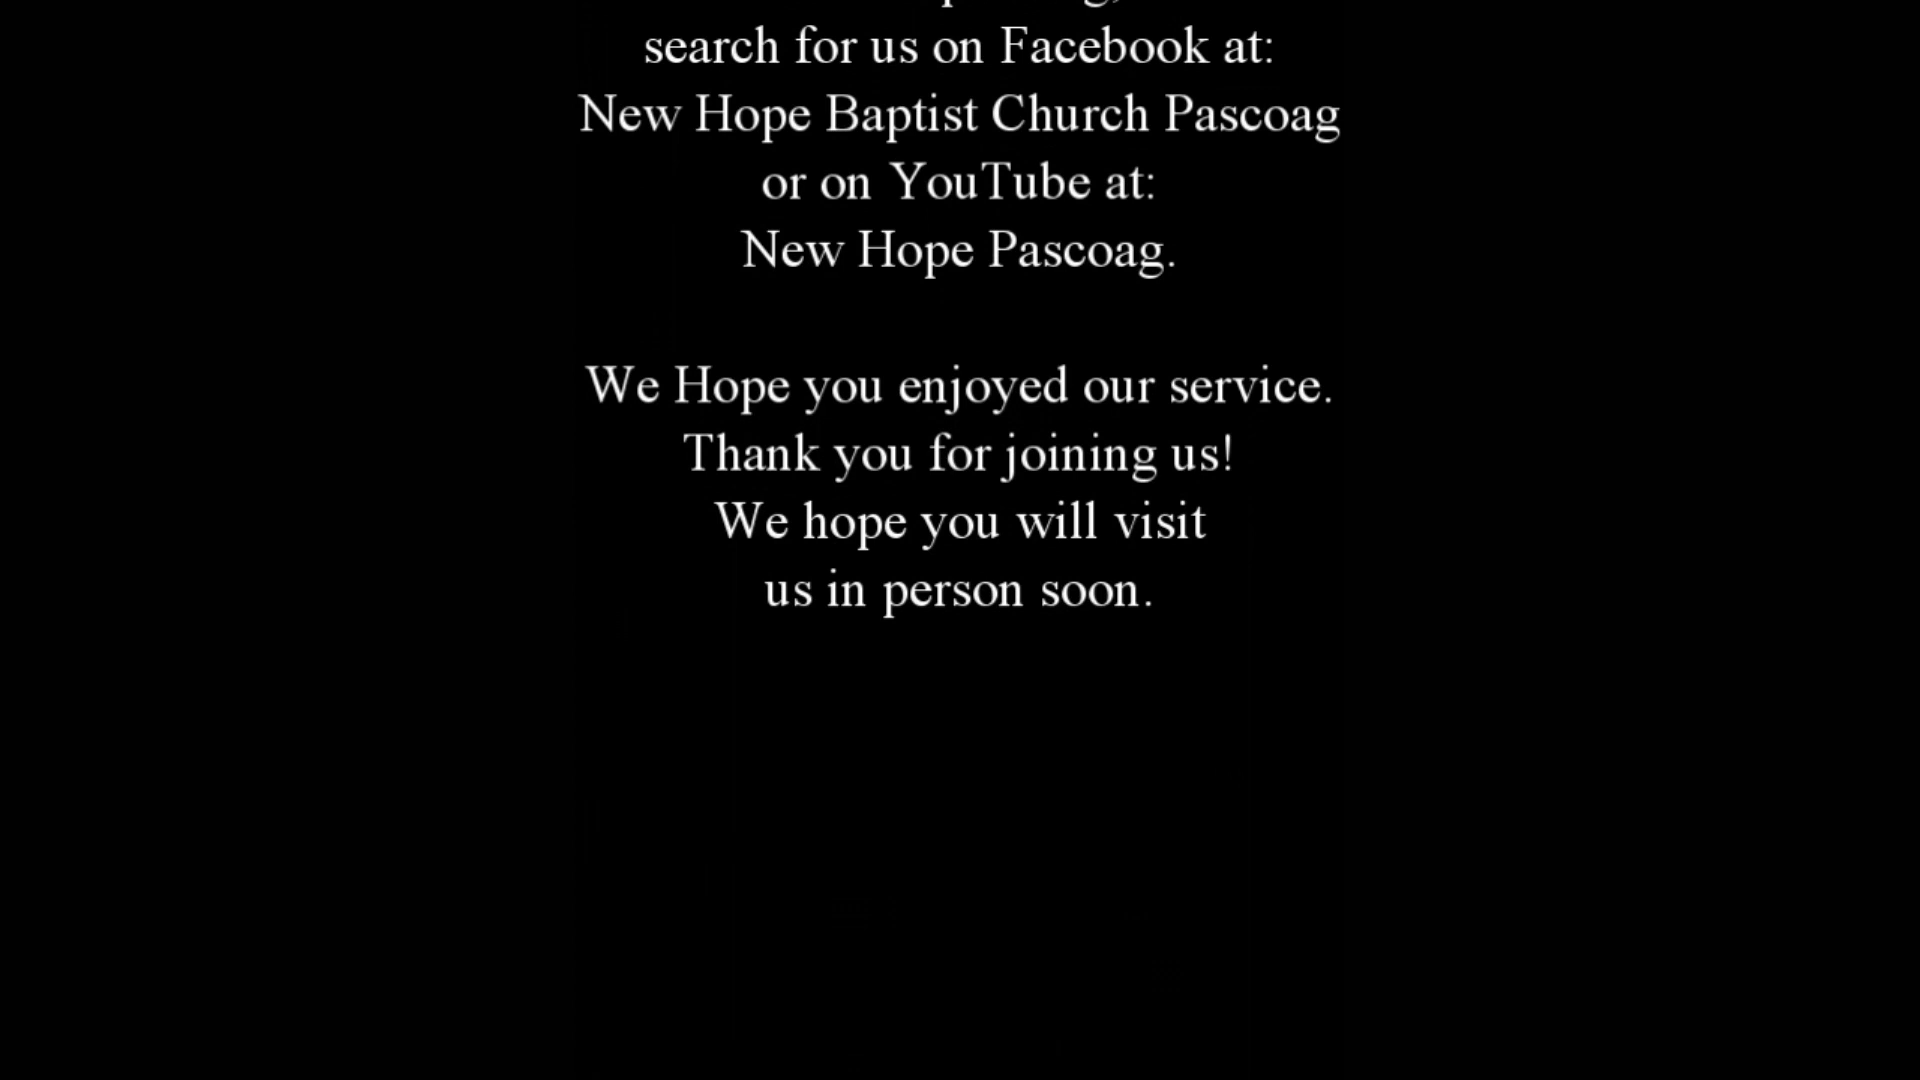 search for us on Facebook at:
New Hope Baptist Church Pascoag
or on YouTube at:
New Hope Pascoag.
We Hope you enjoyed our service.
Thank you for joining us!
We hope you will visit
us in person soon.